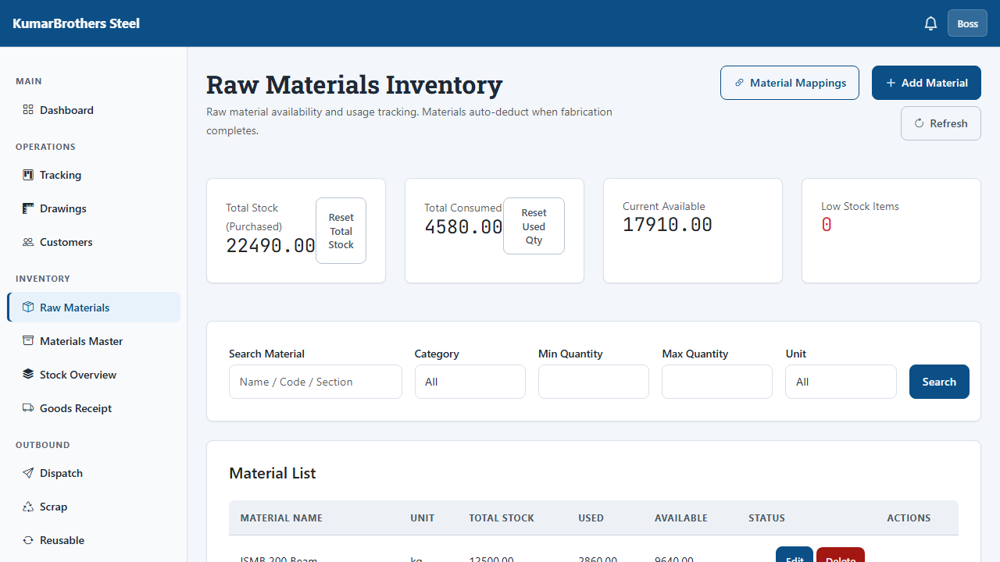 KumarBrothers Steel
Boss
MAIN
Dashboard
OPERATIONS
Tracking
Drawings
Customers
INVENTORY
Raw Materials
Materials Master
Stock Overview
Goods Receipt
OUTBOUND
Dispatch
Scrap
Reusable
Raw Materials Inventory
Raw material availability and usage tracking. Materials auto-deduct when fabrication
completes.
Material Mappings
Add Material
Refresh
Total Stock
(Purchased)
22490.00
Reset
Total
Stock
Total Consumed
4580.00
Reset
Used
Qty
Current Available
17910.00
Low Stock Items
0
Search Material
Name / Code / Section
Category
All
Min Quantity
Max Quantity
Unit
All
Search
Material List
MATERIAL NAME UNIT TOTAL STOCK USED AVAILABLE STATUS ACTIONS
ISMB 200 Beam kg 12500.00 2860.00 9640.00 Edit Delete